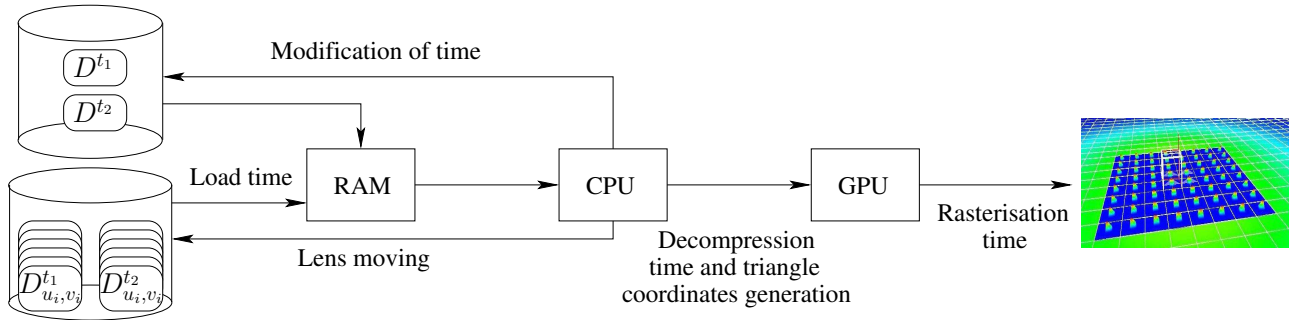 D^{t_1}
Modification of time
D^{t_2}
Load time
RAM
CPU
GPU
Rasterisation
time
Lens moving
Decompression
time and triangle
coordinates generation
D^{t_1}_{u_i,v_i}
D^{t_2}_{u_i,v_i}